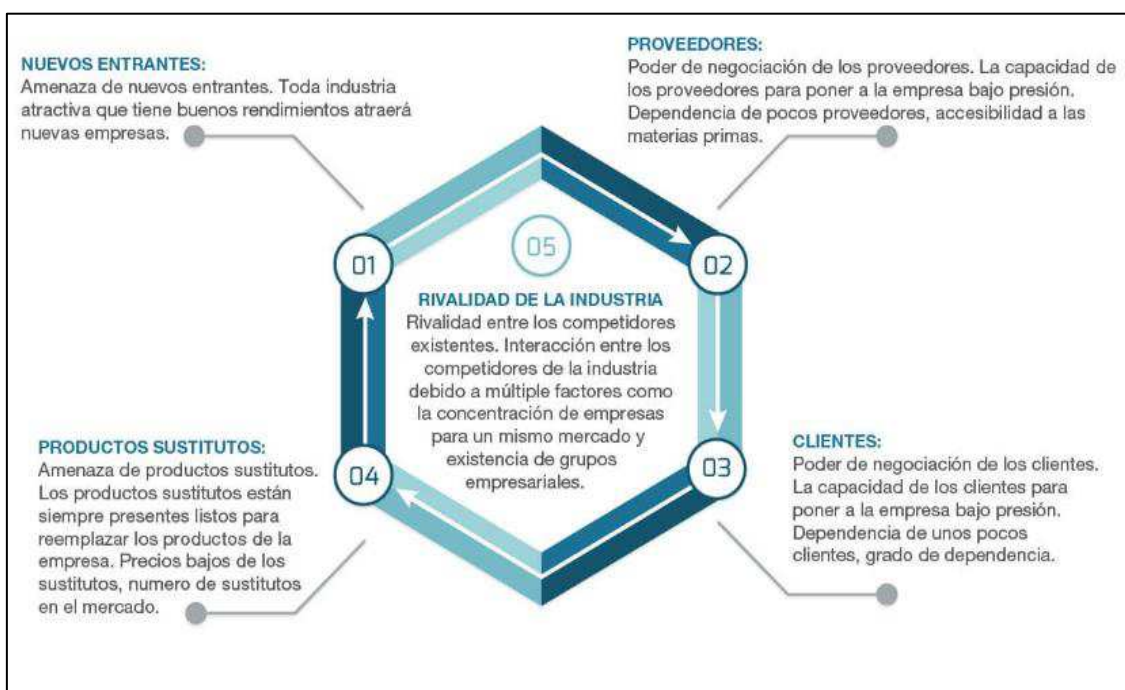 NUEVOS ENTRANTES:
Amenaza de nuevos entrantes. Toda industria
atractiva que tiene buenos rendimientos atraerá
nuevas empresas.
PROVEEDORES:
Poder de negociación de los proveedores. La capacidad de
los proveedores para poner a la empresa bajo presión.
Dependencia de pocos proveedores, accesibilidad a las
materias primas.
01
02
05
RIVALIDAD DE LA INDUSTRIA
Rivalidad entre los competidores
existentes. Interacción entre los
competidores de la industria
debido a múltiple factores como
la concentración de empresas
para un mismo mercado y
existencia de grupos
empresariales.
PRODUCTOS SUSTITUTOS:
Amenaza de productos sustitutos.
Los productos sustitutos están
siempre presentes listos para
reemplazar los productos de la
empresa. Precios bajos de los
sustitutos, numero de sustitutos
en el mercado.
04
03
CLIENTES:
Poder de negociación de los clientes.
La capacidad de los clientes para
poner a la empresa bajo presión.
Dependencia de unos pocos
clientes, grado de dependencia.